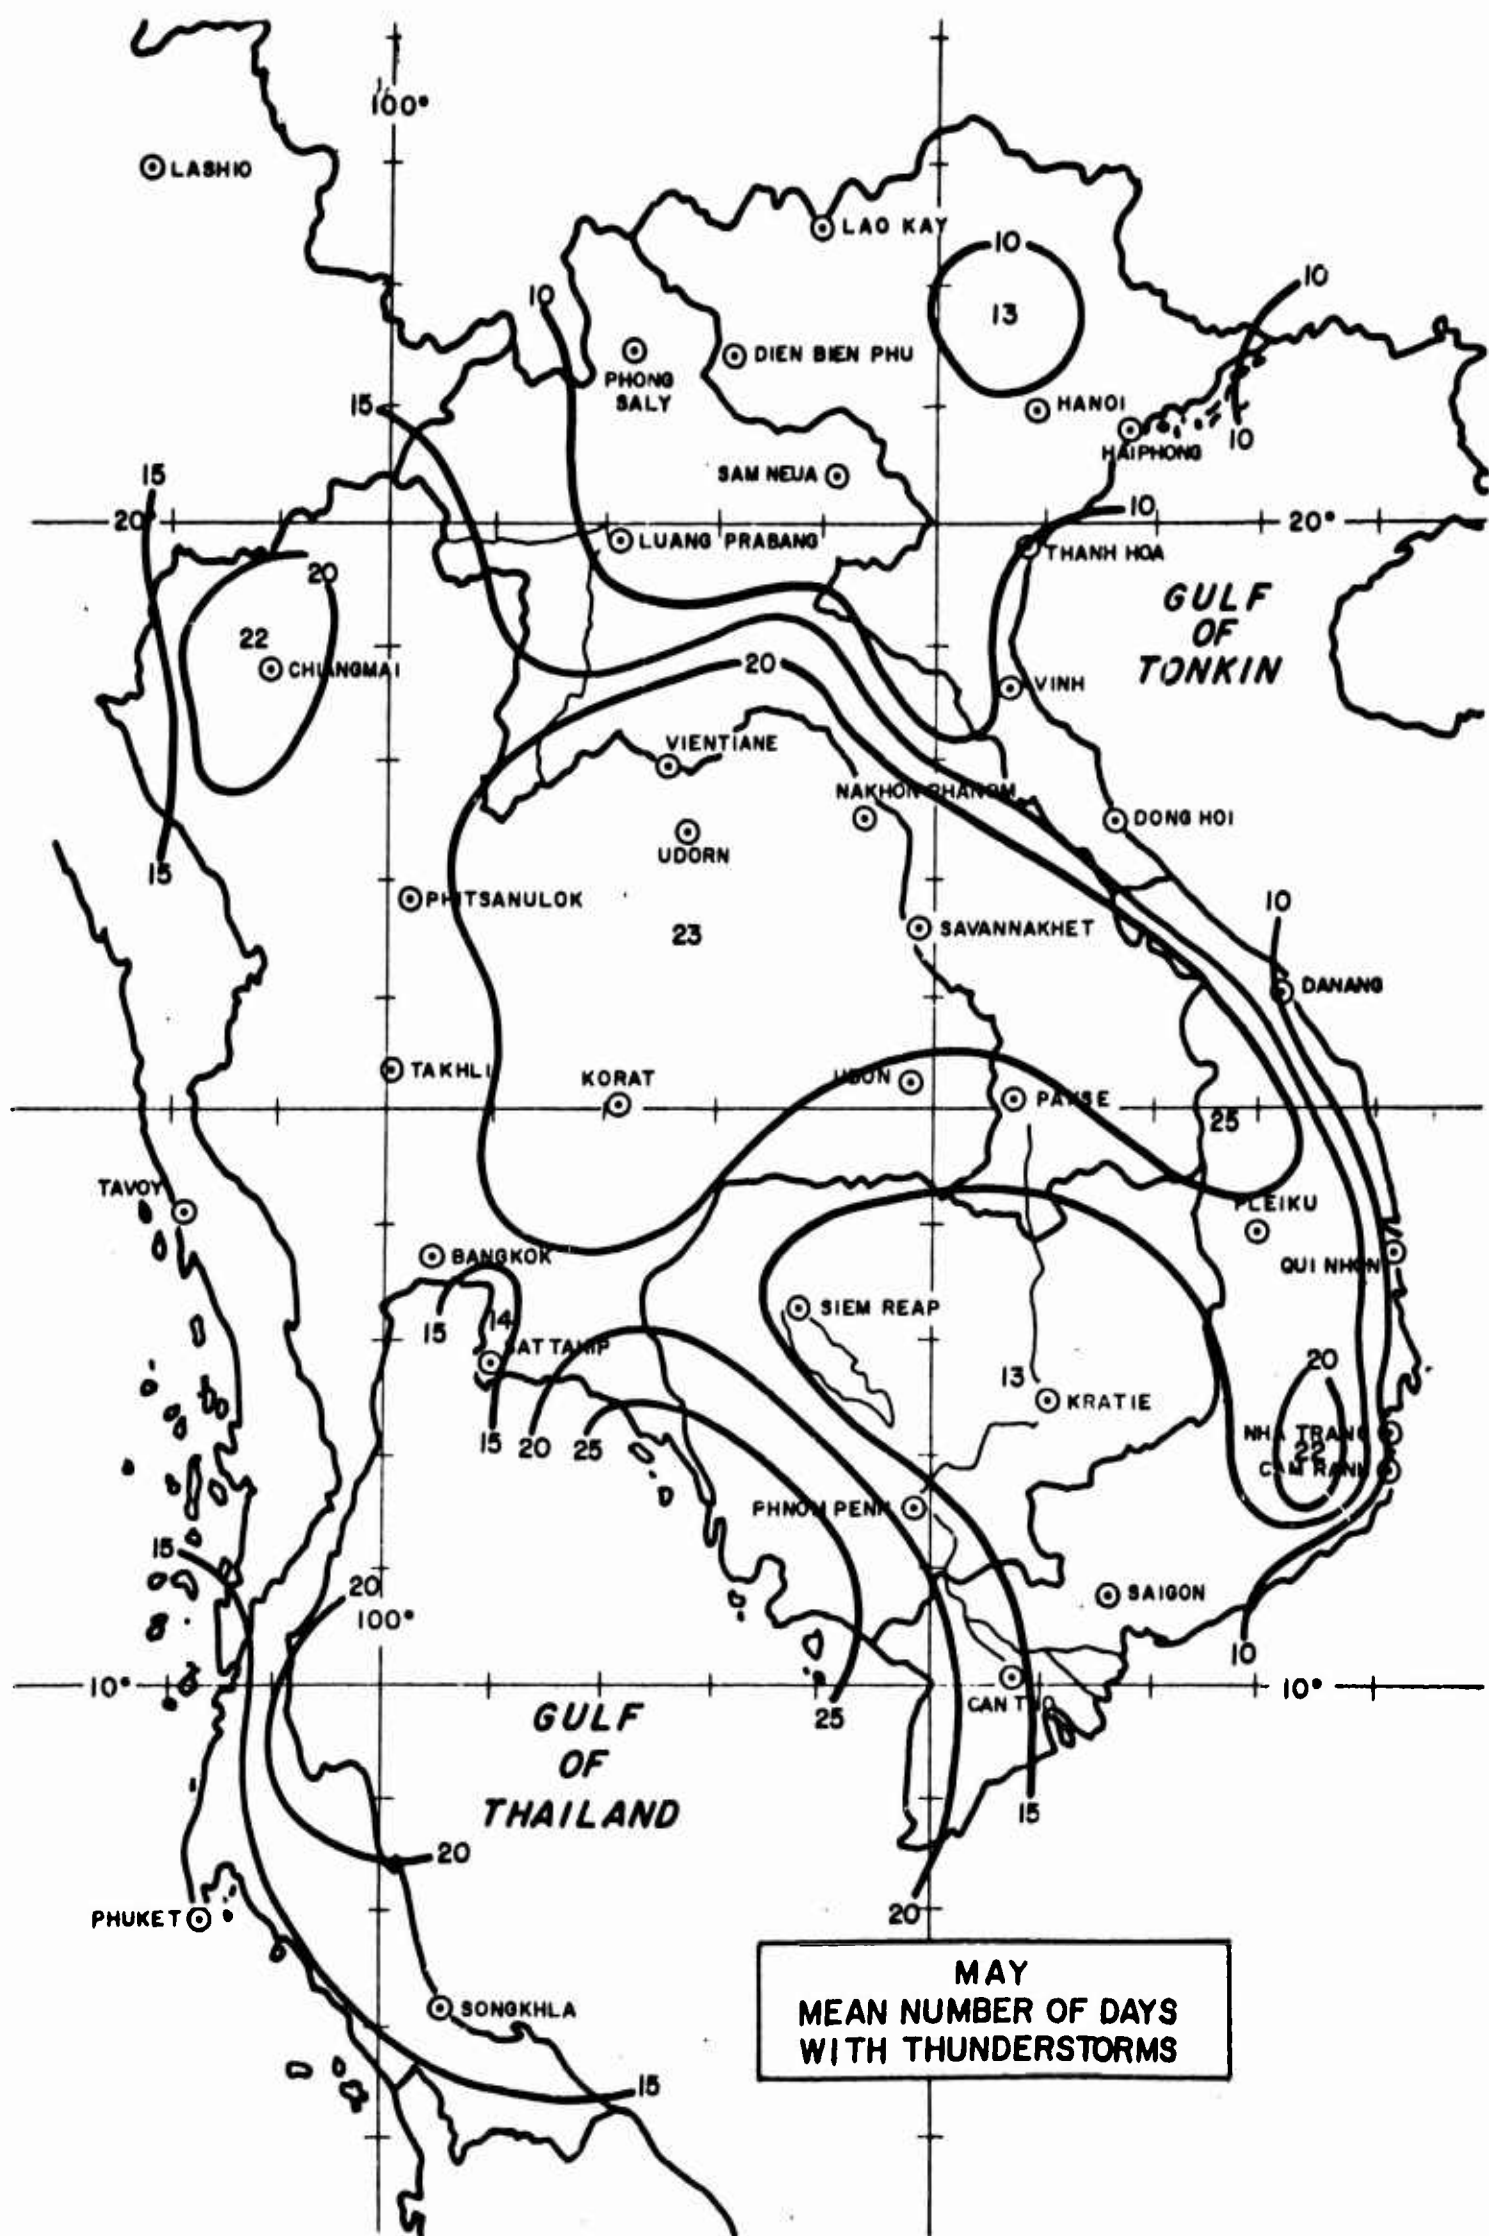 100°
LASHIO
LAO KAY
10
10
10
13
DIEN BIEN PHU
PHONG
SALY
15
HANOI
10
HAIPHONG
15
SAM NEUA
10
20
20°
LUANG PRABANG
THANH HOA
20
GULF
OF
TONKIN
22
CHIANGMAI
20
VINH
VIENTIANE
NAKHON PHANOM
DONG HOI
UDORN
15
PHITSANULOK
10
23
SAVANNAKHET
DANANG
TAKHLI
KORAT
UBON
PAKSE
25
TAVOY
PLEIKU
BANGKOK
QUI NHON
SIEM REAP
15
14
SATTAHIP
20
13
KRATIE
15
20
25
NHA TRANG
22
CAM RANH
PHNOM PENH
15
20
100°
SAIGON
10
10°
10°
CAN THO
25
GULF
OF
THAILAND
15
20
20
PHUKET
SONGKHLA
15
MAY
MEAN NUMBER OF DAYS
WITH THUNDERSTORMS